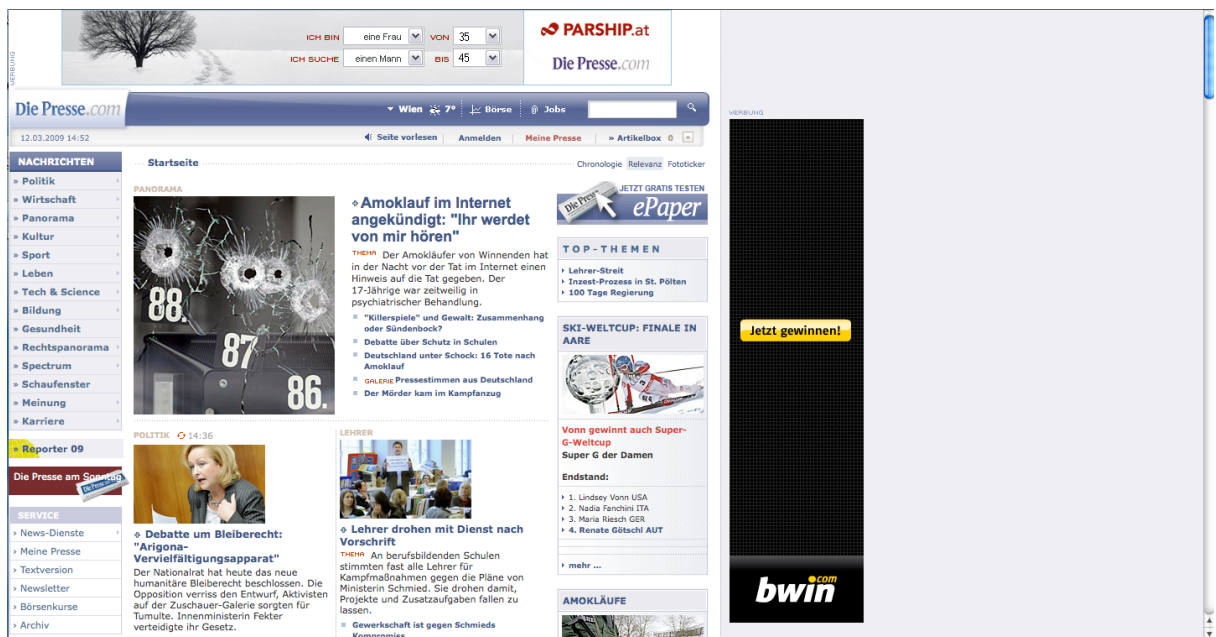 ICH BIN eine Frau VON 35
ICH SUCHE einen Mann BIS 45
PARSHIP.at
Die Presse.com
WERBUNG
Die Presse.com
Wien 7° Börse @ Jobs
12.03.2009 14:52
Seite vorlesen Anmelden Meine Presse » Artikelbox 0
NACHRICHTEN
» Politik
» Wirtschaft
» Panorama
» Kultur
» Sport
» Leben
» Tech & Science
» Bildung
» Gesundheit
» Rechtspanorama
» Spectrum
» Schaufenster
» Meinung
» Karriere
» Reporter 09
Die Presse am Sonntag
SERVICE
› News-Dienste
› Meine Presse
› Textversion
› Newsletter
› Börsenkurse
› Archiv
Startseite
Chronologie Relevanz Fototicker
PANORAMA
88.
87.
86.
Amoklauf im Internet
angekündigt: "Ihr werdet
von mir hören"
THEMA Der Amokläufer von Winnenden hat
in der Nacht vor der Tat im Internet einen
Hinweis auf die Tat gegeben. Der
17-Jährige war zeitweilig in
psychiatrischer Behandlung.
"Killerspiele" und Gewalt: Zusammenhang
oder Sündenbock?
Debatte über Schutz in Schulen
Deutschland unter Schock: 16 Tote nach
Amoklauf
GALERIE Pressestimmen aus Deutschland
Der Mörder kam im Kampfanzug
POLITIK 14:36
Debatte um Bleiberecht:
"Arigona-
Vervielfältigungsapparat"
Der Nationalrat hat heute das neue
humanitäre Bleiberecht beschlossen. Die
Opposition verriss den Entwurf, Aktivisten
auf der Zuschauer-Galerie sorgten für
Tumulte. Innenministerin Fekter
verteidigte ihr Gesetz.
LEHRER
Lehrer drohen mit Dienst nach
Vorschrift
THEMA An berufsbildenden Schulen
stimmten fast alle Lehrer für
Kampfmaßnahmen gegen die Pläne von
Ministerin Schmied. Sie drohen damit,
Projekte und Zusatzaufgaben fallen zu
lassen.
Gewerkschaft ist gegen Schmieds
Kompromiss
JETZT GRATIS TESTEN
ePaper
TOP-THEMEN
Lehrer-Streit
Inzest-Prozess in St. Pölten
100 Tage Regierung
SKI-WELTCUP: FINALE IN
AARE
Vonn gewinnt auch Super-
G-Weltcup
Super G der Damen
Endstand:
1. Lindsey Vonn USA
2. Nadia Fanchini ITA
3. Maria Riesch GER
4. Renate Götschl AUT
mehr ...
AMOKLÄUFE
WERBUNG
Jetzt gewinnen!
bwin.com